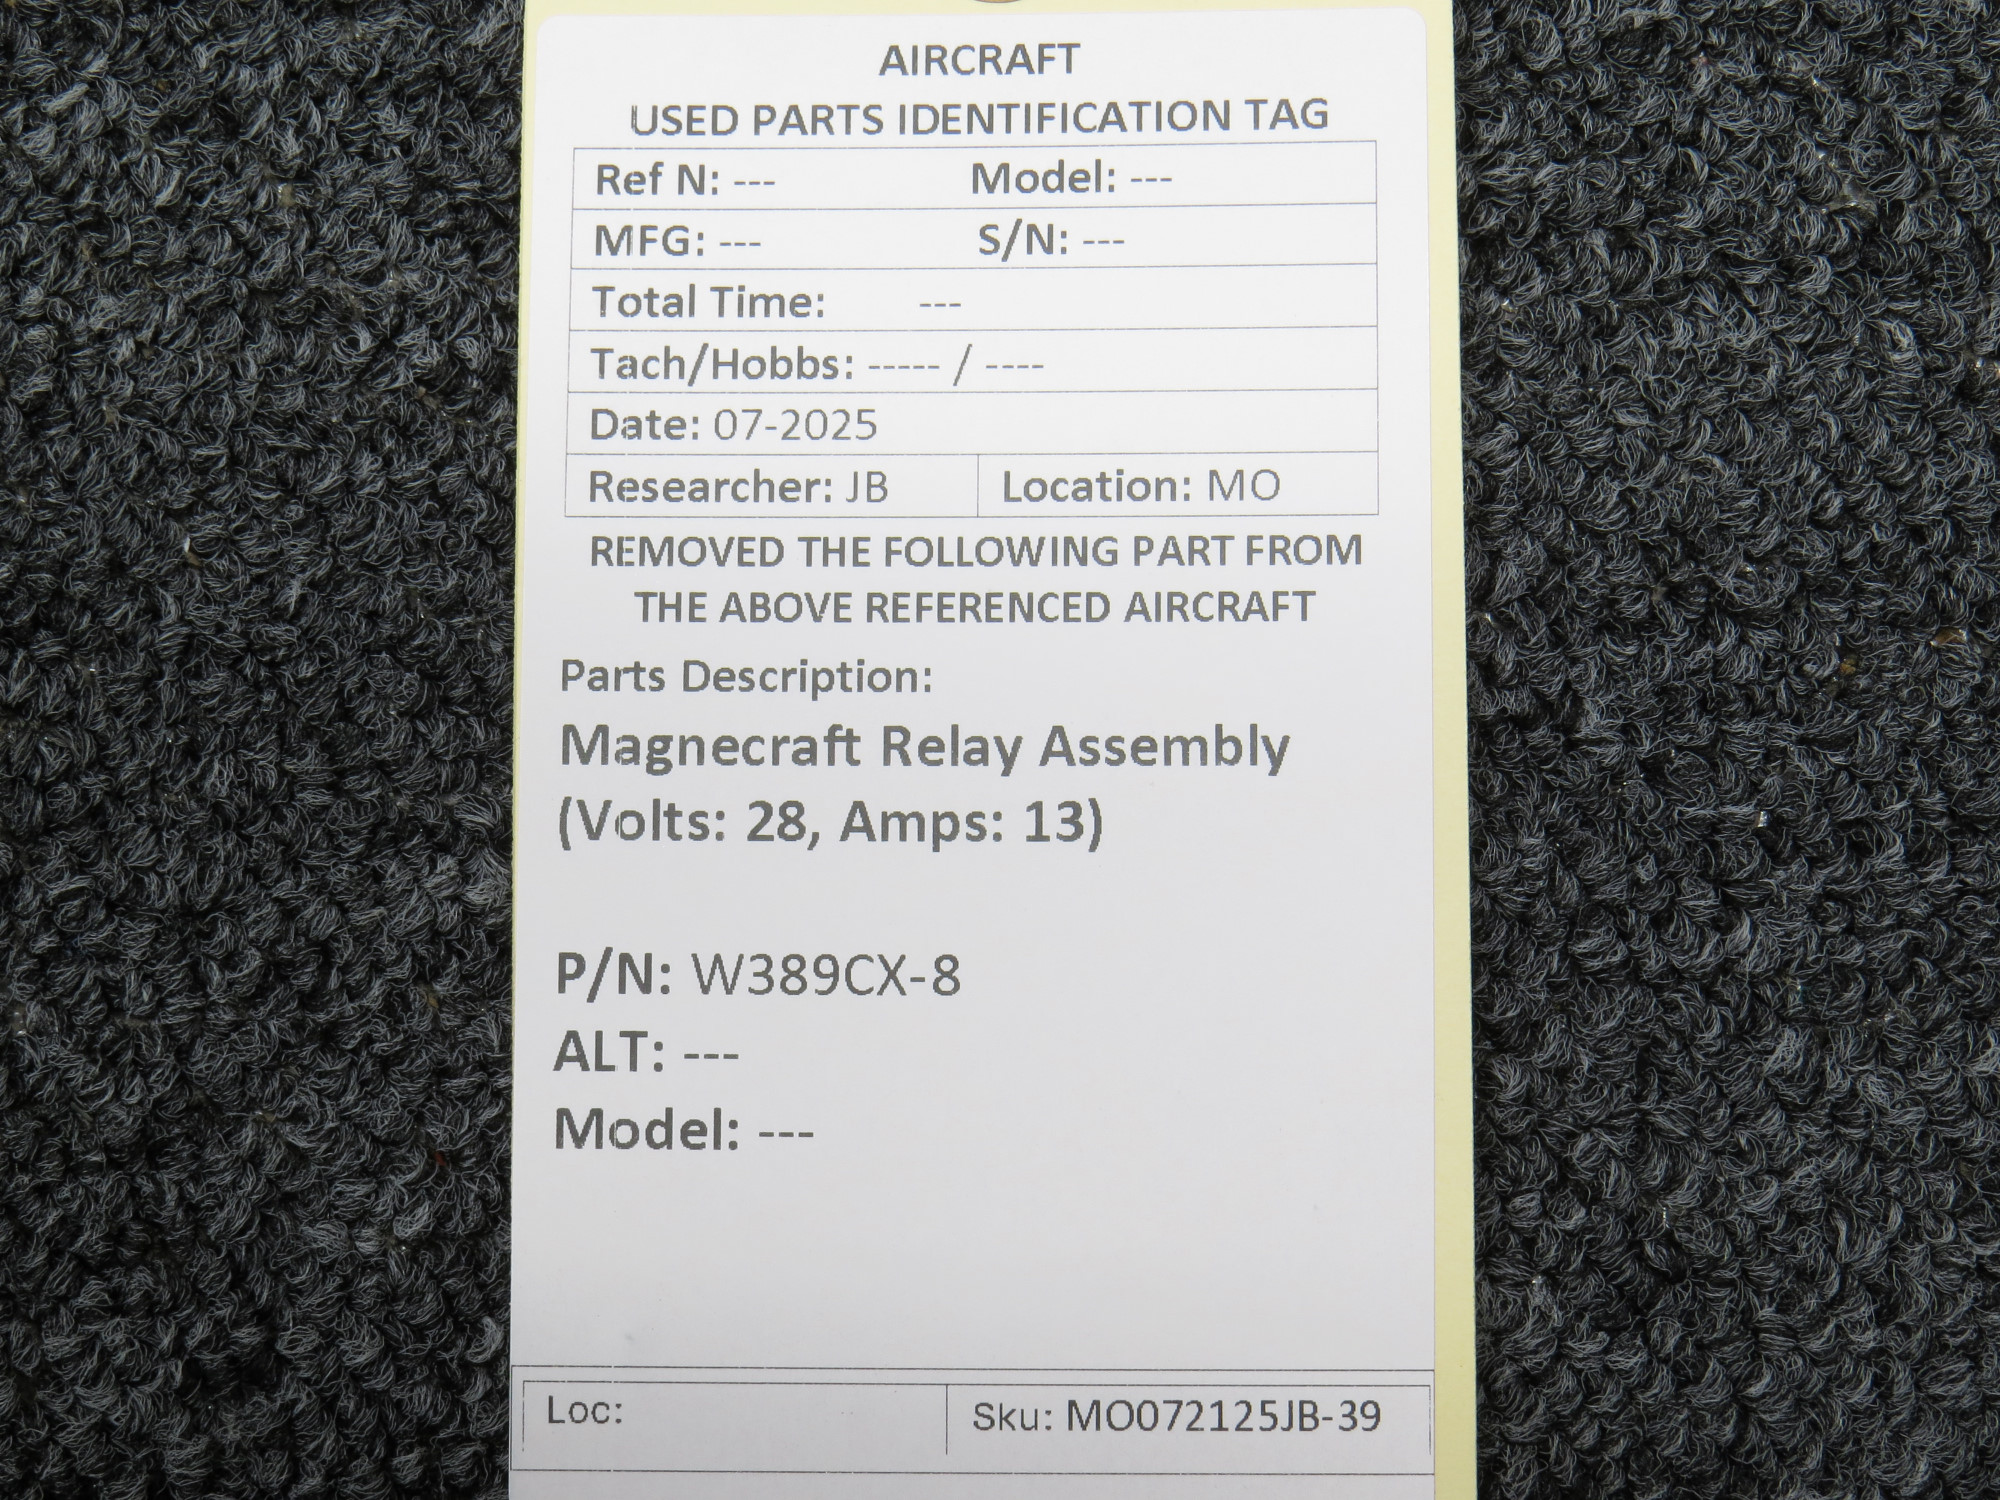 AIRCRAFT
USED PARTS IDENTIFICATION TAG
Ref N: --- Model: ---
MFG: --- S/N: ---
Total Time: ---
Tach/Hobbs: ----- / ----
Date: 07-2025
Researcher: JB Location: MO
REMOVED THE FOLLOWING PART FROM
THE ABOVE REFERENCED AIRCRAFT
Parts Description:
Magnecraft Relay Assembly
(Volts: 28, Amps: 13)
P/N: W389CX-8
ALT: ---
Model: ---
Loc: Sku: MO072125JB-39